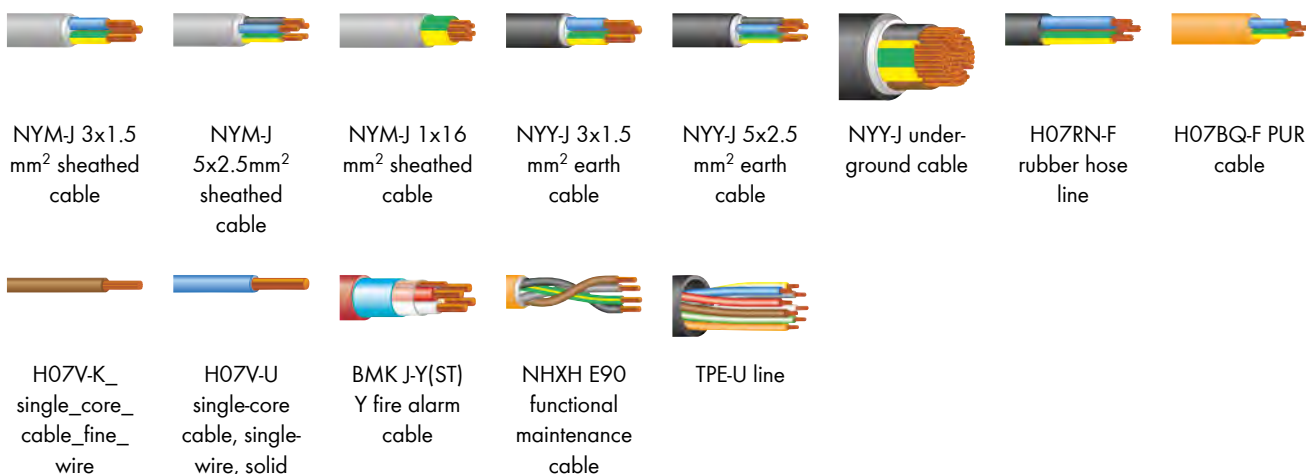 NYM-J 3x1.5
mm² sheathed
cable
NYM-J
5x2.5mm²
sheathed
cable
NYM-J 1x16
mm² sheathed
cable
NYY-J 3x1.5
mm² earth
cable
NYY-J 5x2.5
mm² earth
cable
NYY-J under-
ground cable
H07RN-F
rubber hose
line
H07BQ-F PUR
cable
H07V-K_
single_core_
cable_fine_
wire
H07V-U
single-core
cable, single-
wire, solid
BMK J-Y(ST)
Y fire alarm
cable
NHXH E90
functional
maintenance
cable
TPE-U line